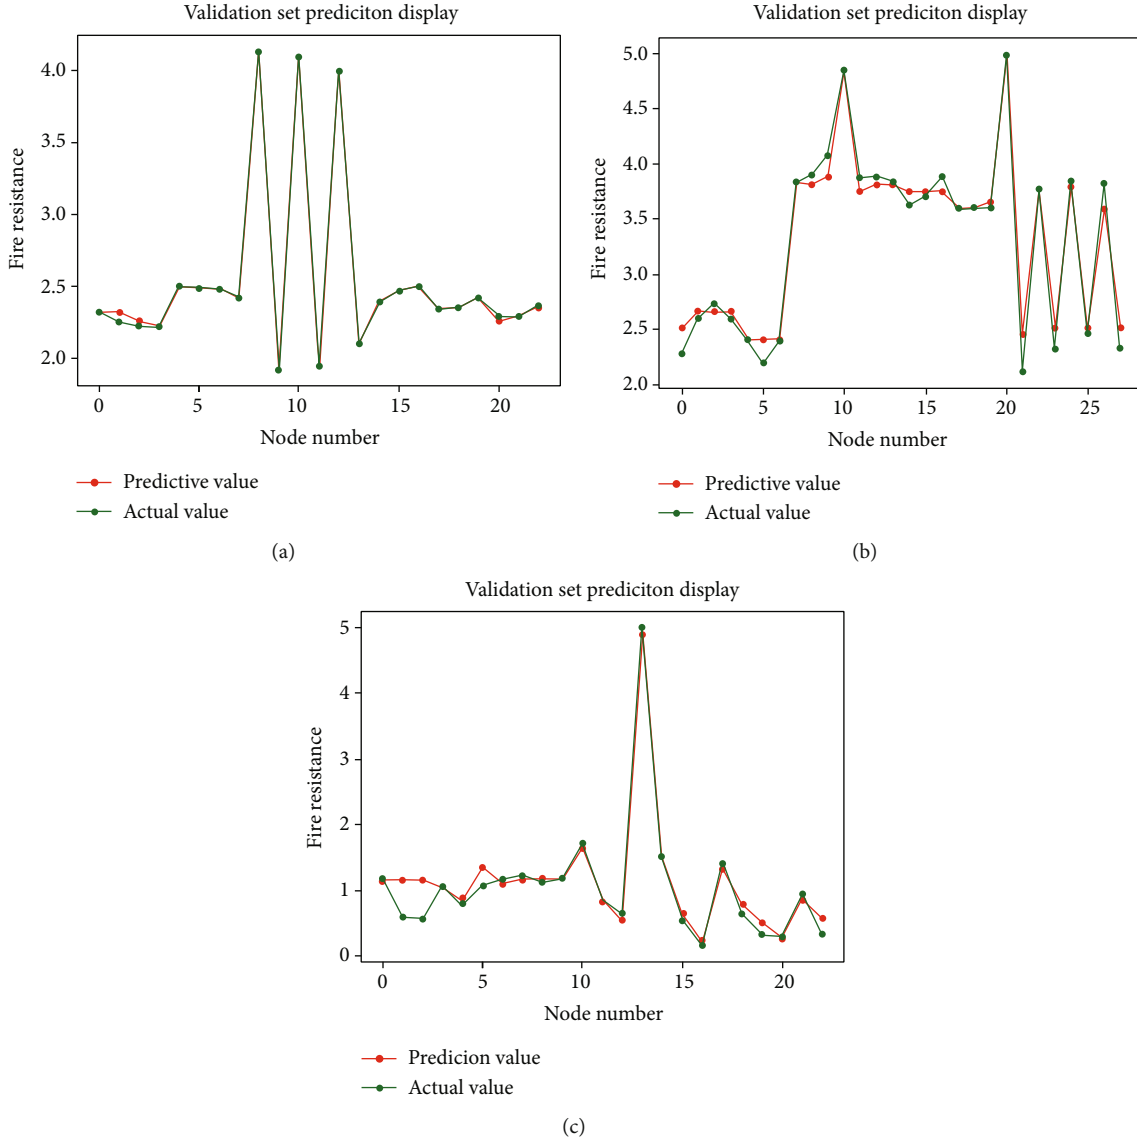 Validation set prediciton display
4.0
3.5
3.0
2.5
2.0
Fire resistance
0 5 10 15 20
Node number
Predictive value
Actual value
(a)
Validation set prediciton display
5.0
4.5
4.0
3.5
3.0
2.5
2.0
Fire resistance
0 5 10 15 20 25
Node number
Predictive value
Actual value
(b)
Validation set prediciton display
5
4
3
2
1
0
Fire resistance
0 5 10 15 20
Node number
Predicion value
Actual value
(c)